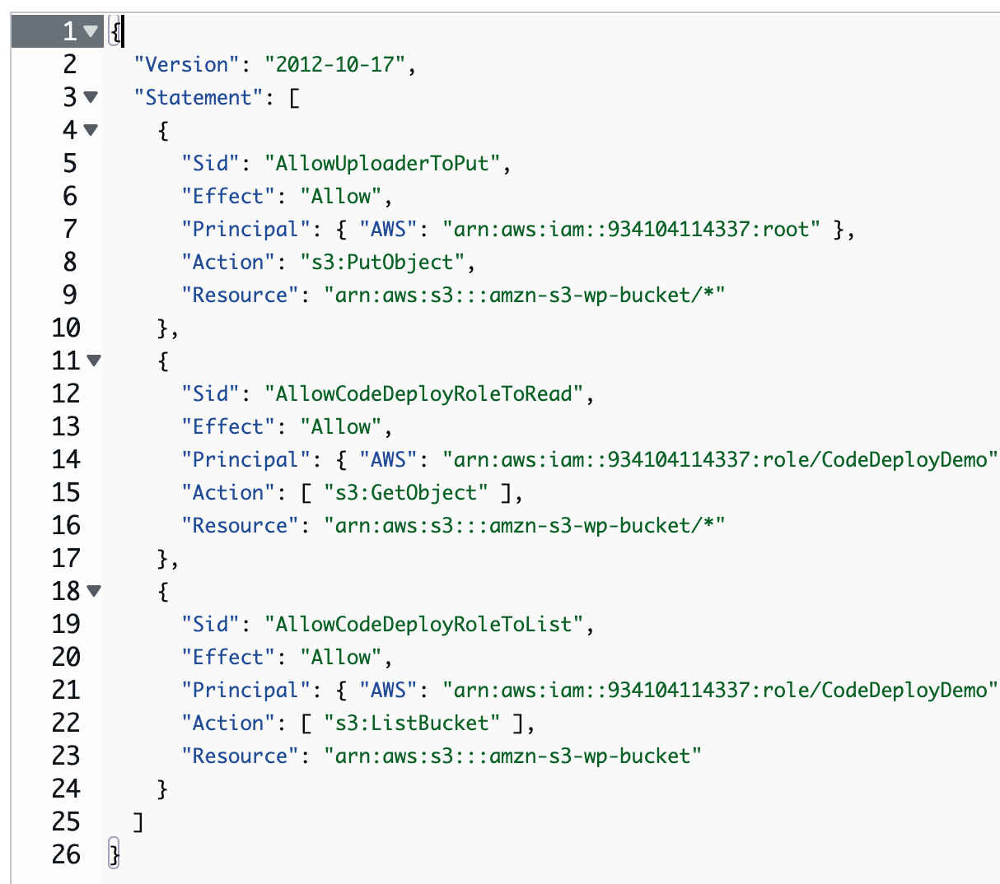 1 {
2 "Version": "2012-10-17",
3 "Statement": [
4 {
5 "Sid": "AllowUploaderToPut",
6 "Effect": "Allow",
7 "Principal": { "AWS": "arn:aws:iam::934104114337:root" },
8 "Action": "s3:PutObject",
9 "Resource": "arn:aws:s3:::amzn-s3-wp-bucket/*"
10 },
11 {
12 "Sid": "AllowCodeDeployRoleToRead",
13 "Effect": "Allow",
14 "Principal": { "AWS": "arn:aws:iam::934104114337:role/CodeDeployDemo"
15 "Action": [ "s3:GetObject" ],
16 "Resource": "arn:aws:s3:::amzn-s3-wp-bucket/*"
17 },
18 {
19 "Sid": "AllowCodeDeployRoleToList",
20 "Effect": "Allow",
21 "Principal": { "AWS": "arn:aws:iam::934104114337:role/CodeDeployDemo"
22 "Action": [ "s3:ListBucket" ],
23 "Resource": "arn:aws:s3:::amzn-s3-wp-bucket"
24 }
25 ]
26 }